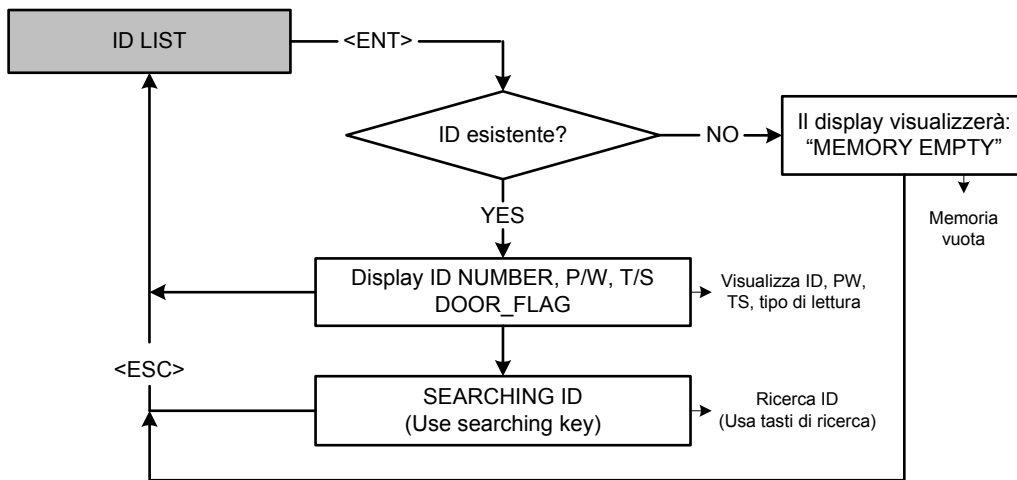 ID LIST
<ENT>
ID esistente?
NO
Il display visualizzerà:
“MEMORY EMPTY”
Memoria
vuota
YES
Display ID NUMBER, P/W, T/S
DOOR_FLAG
Visualizza ID, PW,
TS, tipo di lettura
<ESC>
SEARCHING ID
(Use searching key)
Ricerca ID
(Usa tasti di ricerca)